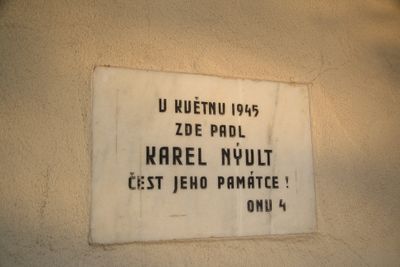 V KVĚTNU 1945
ZDE PADL
KAREL NÝVLT
ČEST JEHO PAMÁTCE !
ONV 4